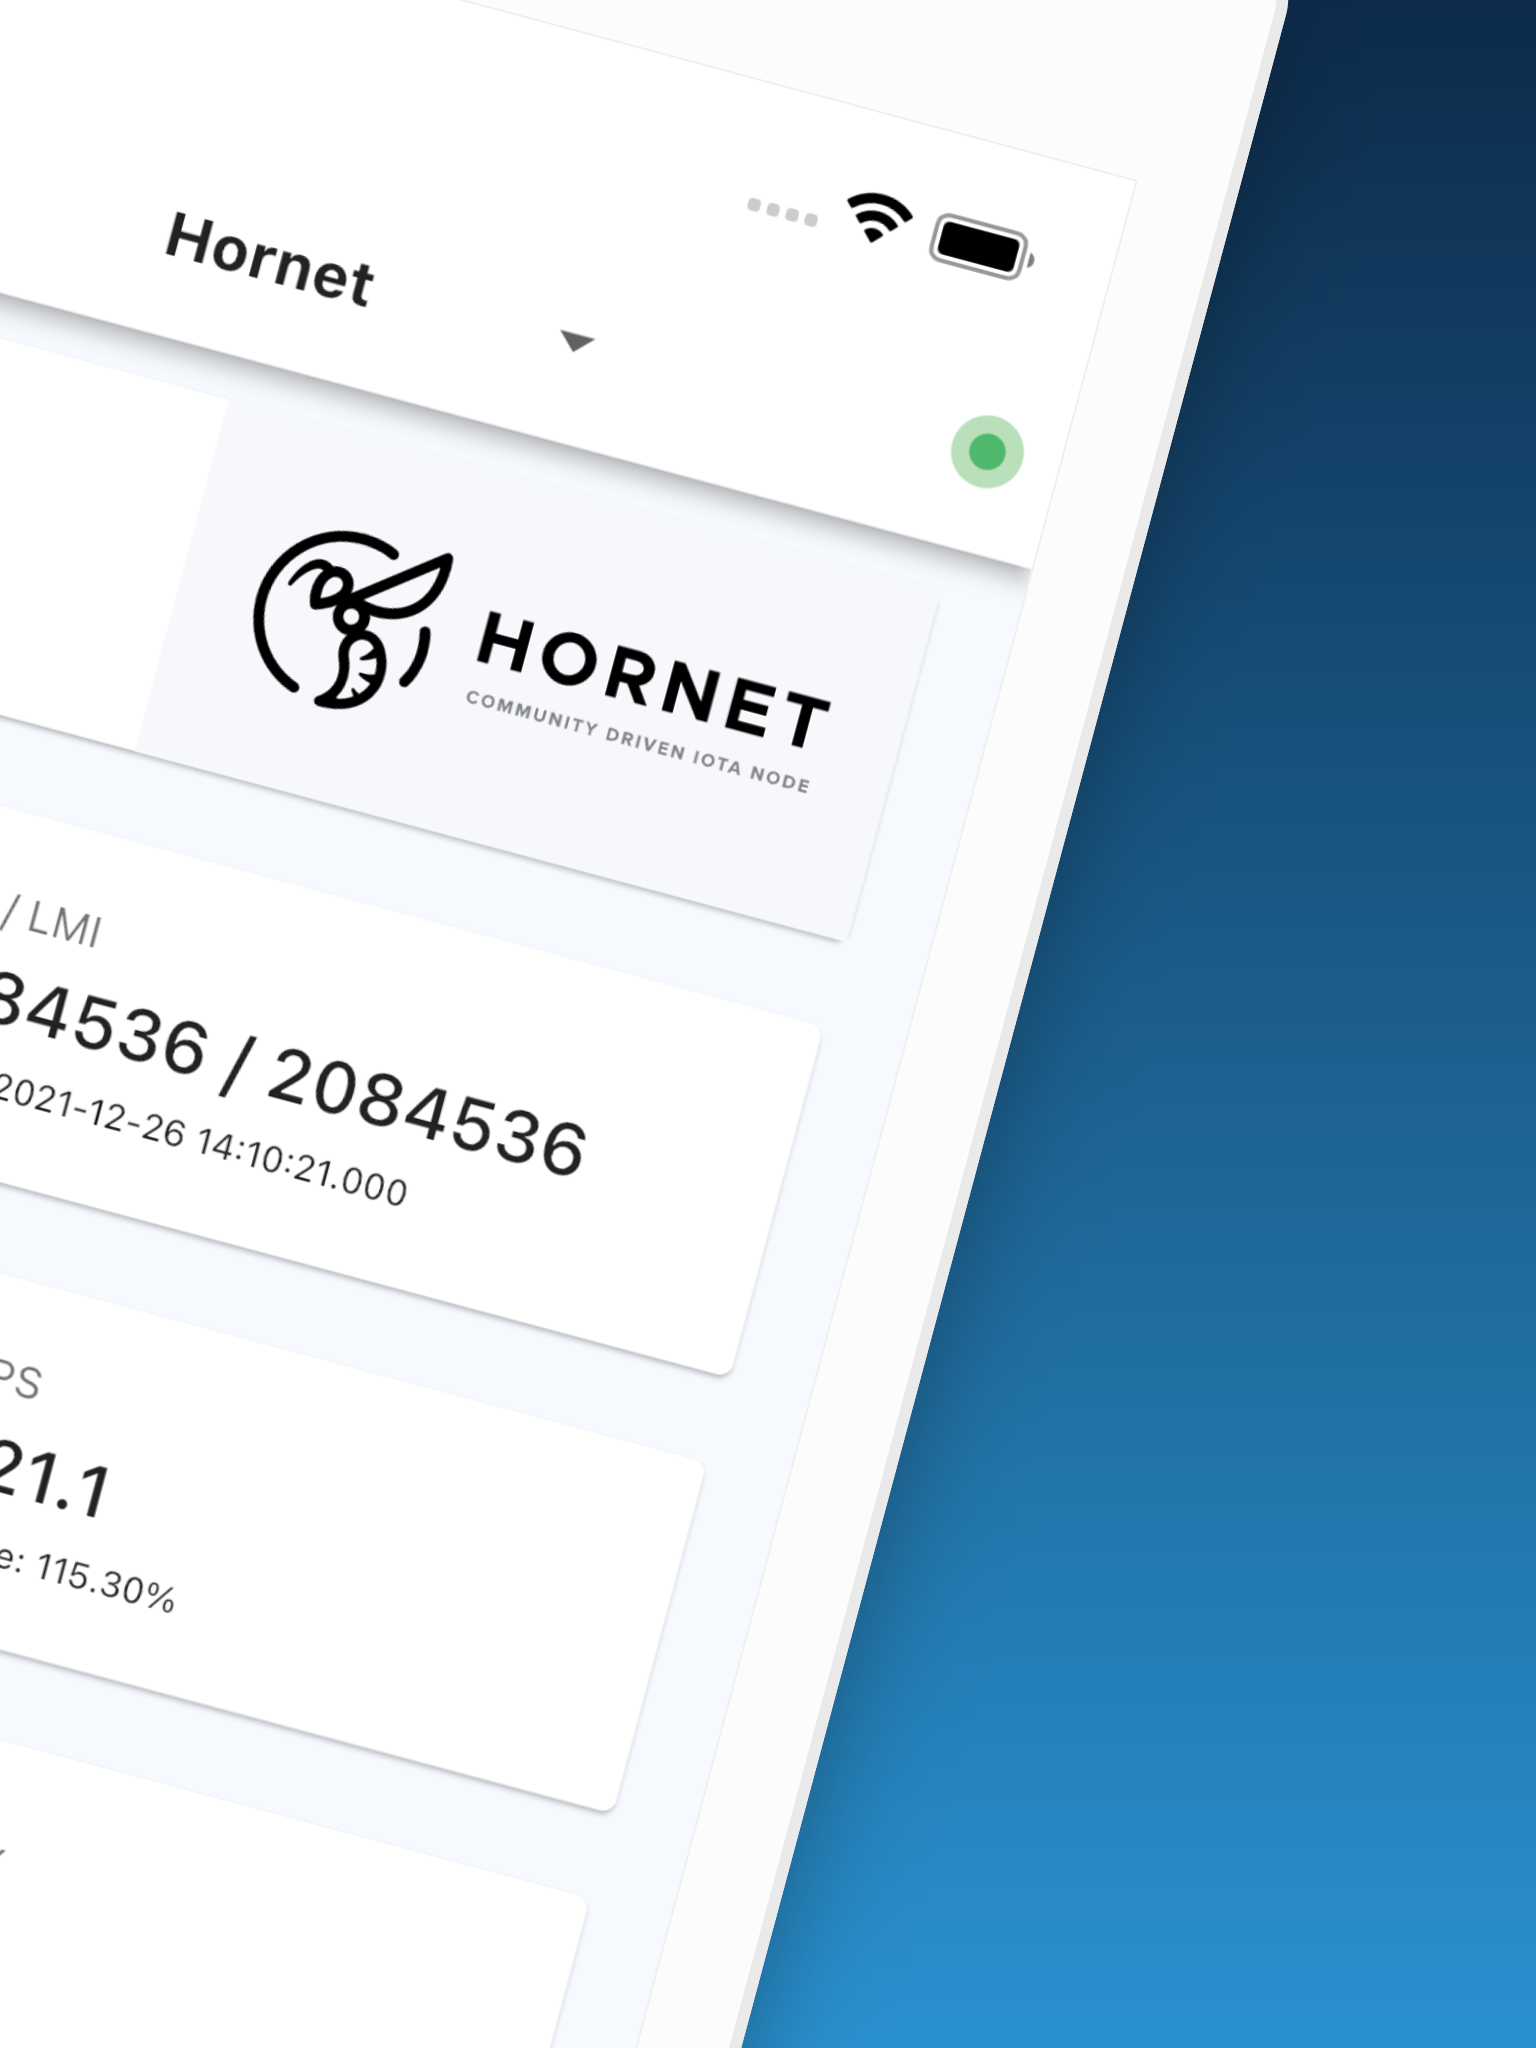 Hornet
HORNET
COMMUNITY DRIVEN IOTA NODE
/ LMI
84536 / 2084536
2021-12-26 14:10:21.000
PS
21.1
e: 115.30%